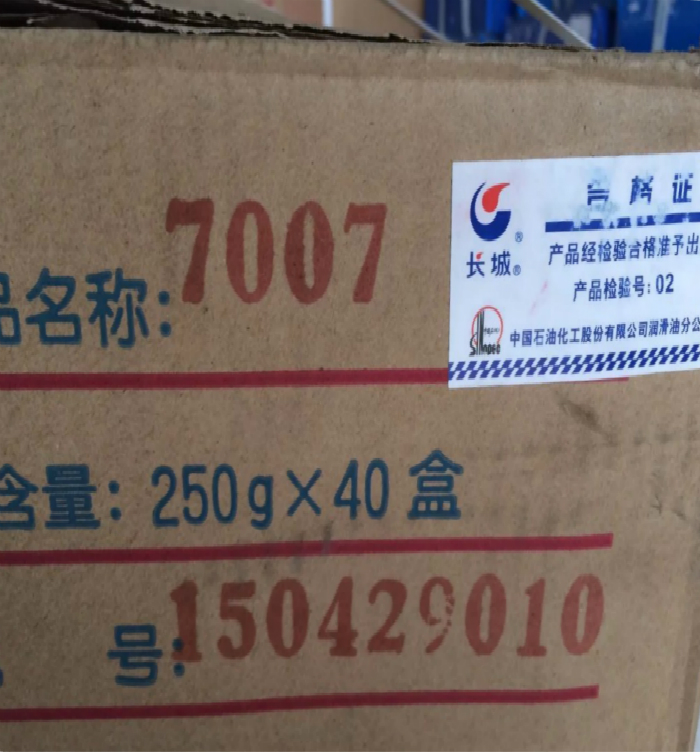 品名称:7007
合格证
长城®
产品经检验合格准予出
产品检验号:02
Sinopec
中国石油化工股份有限公司润滑油分公
含量:250g×40盒
号:150429010